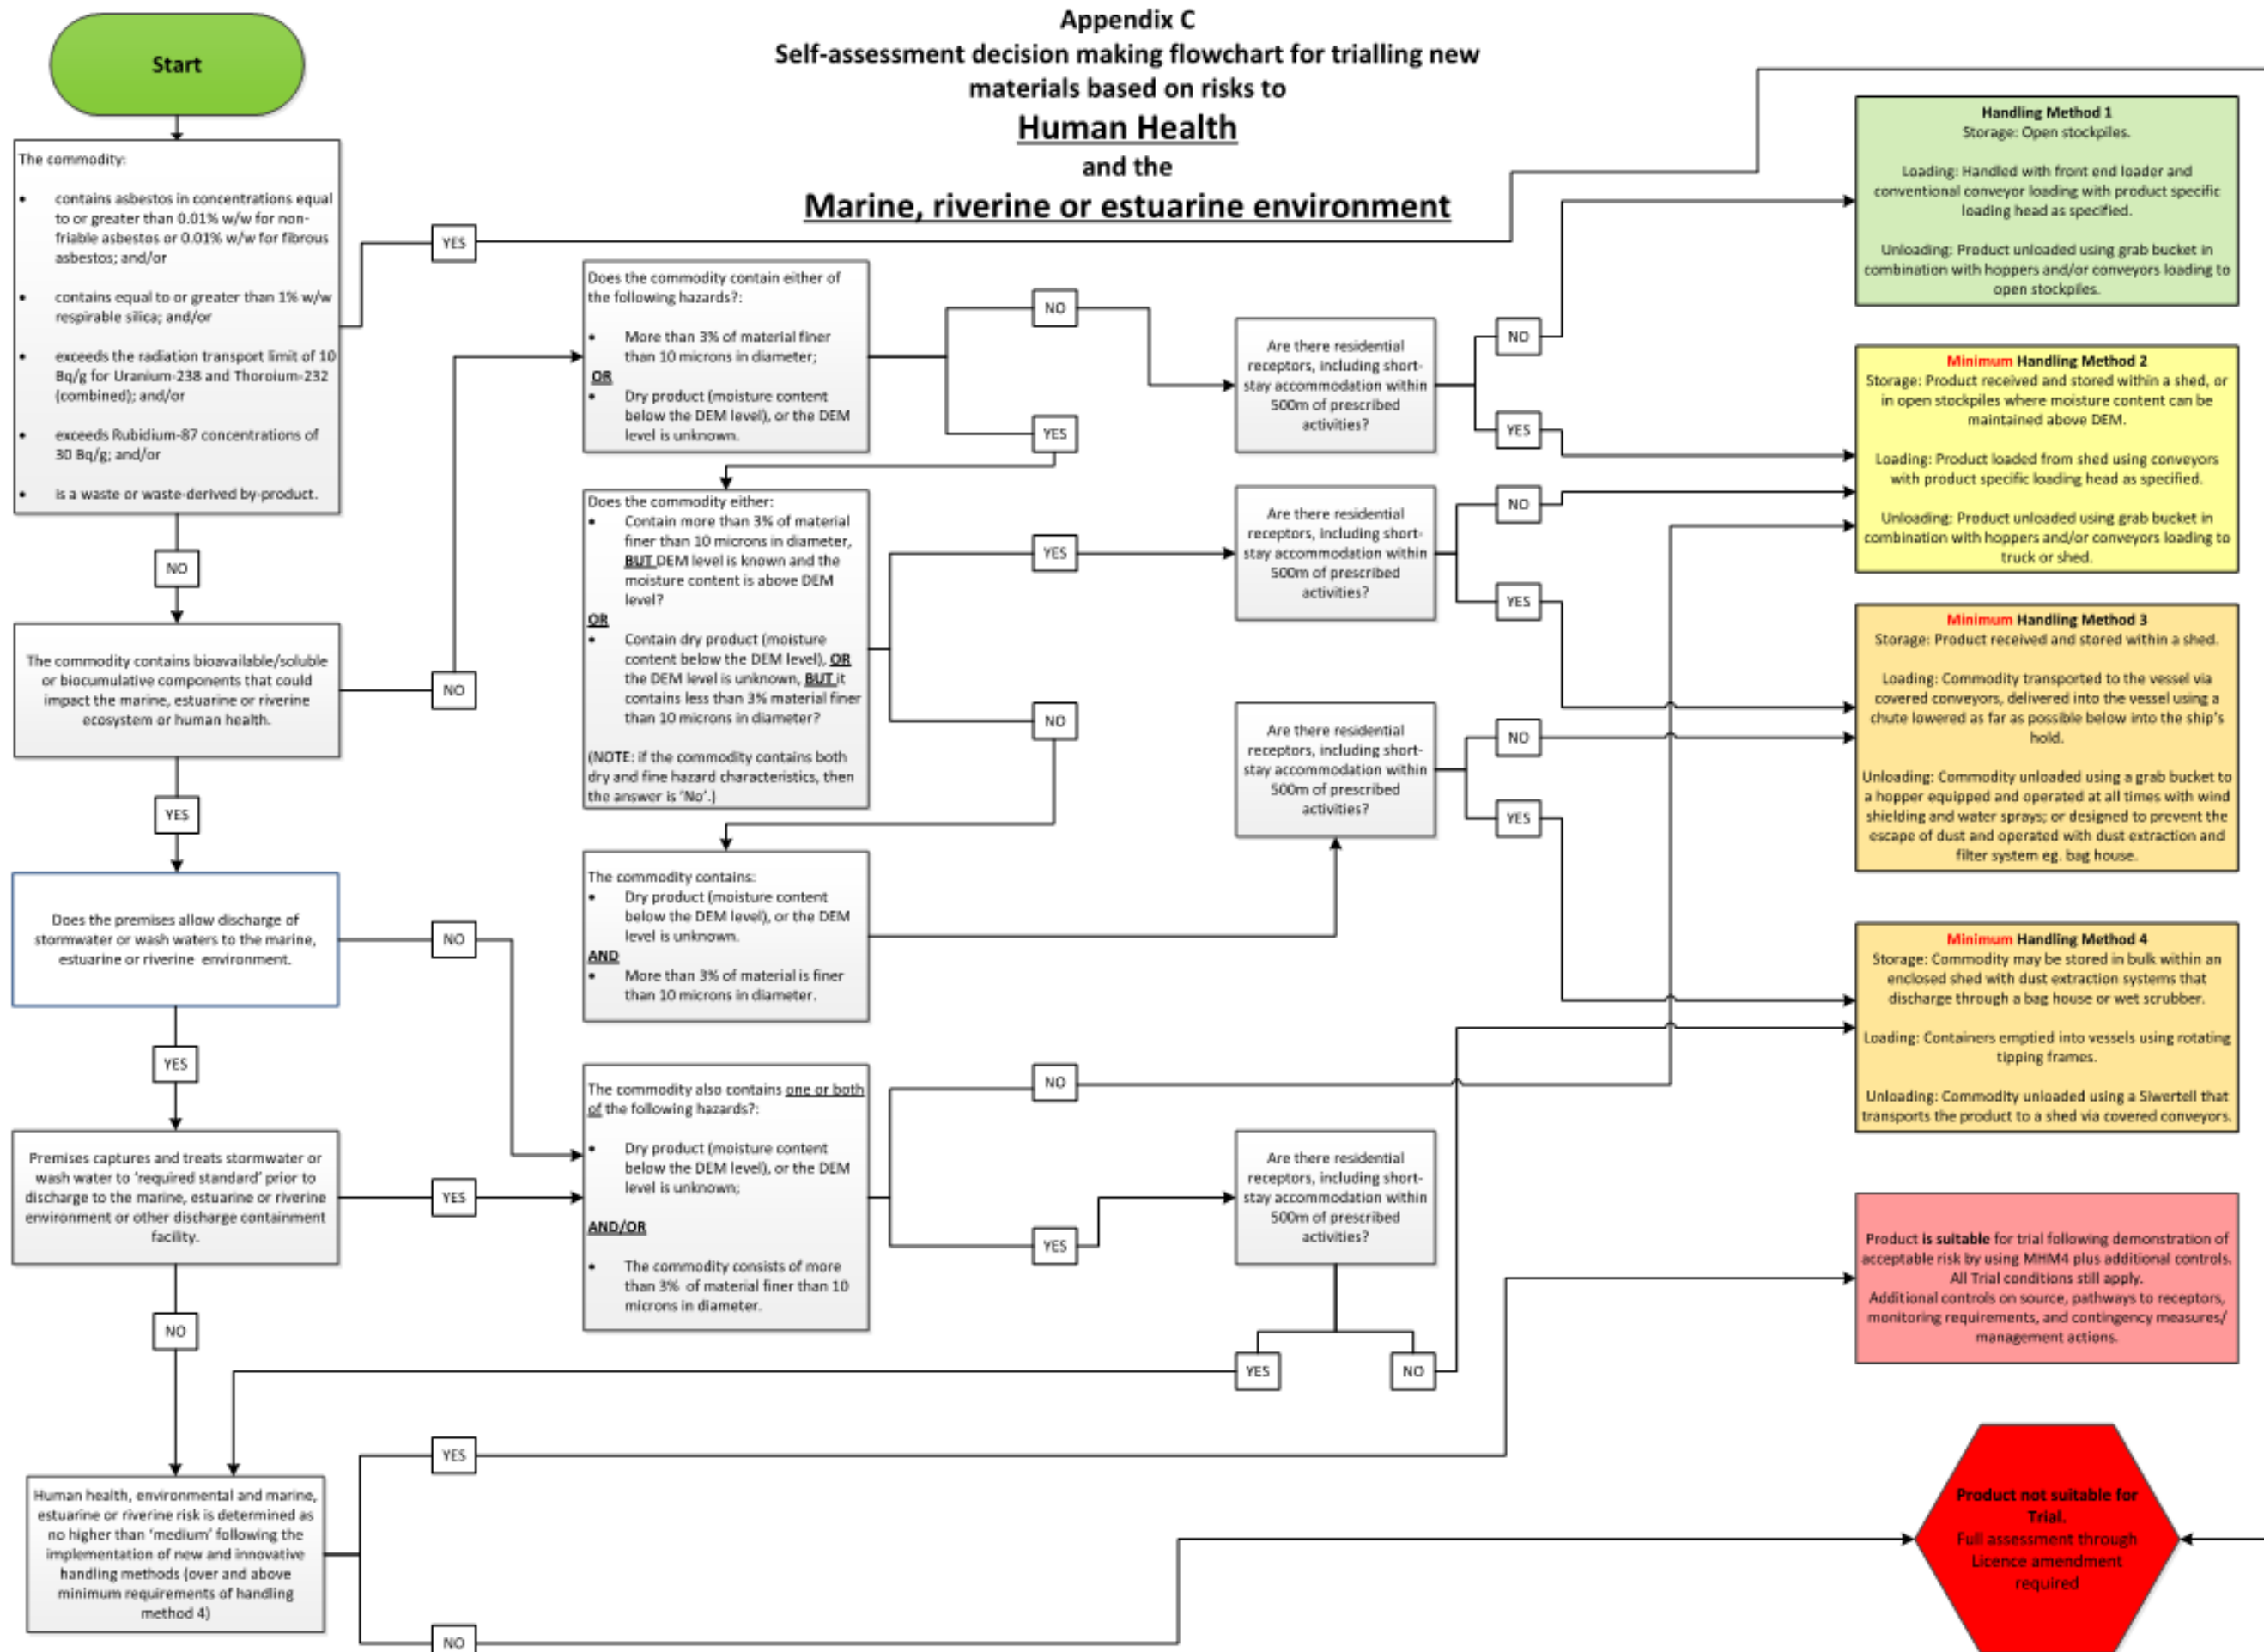 Appendix C
Self-assessment decision making flowchart for trialling new
materials based on risks to
Human Health
and the
Marine, riverine or estuarine environment
Start
The commodity:
• contains asbestos in concentrations equal
to or greater than 0.01% w/w for non-
friable asbestos or 0.01% w/w for fibrous
asbestos; and/or
• contains equal to or greater than 1% w/w
respirable silica; and/or
• exceeds the radiation transport limit of 10
Bq/g for Uranium-238 and Thoroium-232
(combined); and/or
• exceeds Rubidium-87 concentrations of
30 Bq/g; and/or
• is a waste or waste-derived by-product.
YES
NO
The commodity contains bioavailable/soluble
or biocumulative components that could
impact the marine, estuarine or riverine
ecosystem or human health.
NO
YES
Does the premises allow discharge of
stormwater or wash waters to the marine,
estuarine or riverine environment.
NO
YES
Premises captures and treats stormwater or
wash water to 'required standard' prior to
discharge to the marine, estuarine or riverine
environment or other discharge containment
facility.
YES
NO
Human health, environmental and marine,
estuarine or riverine risk is determined as
no higher than 'medium' following the
implementation of new and innovative
handling methods (over and above
minimum requirements of handling
method 4)
YES
NO
Does the commodity contain either of
the following hazards?:
• More than 3% of material finer
than 10 microns in diameter;
OR
• Dry product (moisture content
below the DEM level), or the DEM
level is unknown.
NO
YES
Does the commodity either:
• Contain more than 3% of material
finer than 10 microns in diameter,
BUT DEM level is known and the
moisture content is above DEM
level?
OR
• Contain dry product (moisture
content below the DEM level), OR
the DEM level is unknown, BUT it
contains less than 3% material finer
than 10 microns in diameter?
(NOTE: if the commodity contains both
dry and fine hazard characteristics, then
the answer is 'No'.)
YES
NO
The commodity contains:
• Dry product (moisture content
below the DEM level), or the DEM
level is unknown.
AND
• More than 3% of material is finer
than 10 microns in diameter.
The commodity also contains one or both
of the following hazards?:
• Dry product (moisture content
below the DEM level), or the DEM
level is unknown;
AND/OR
• The commodity consists of more
than 3% of material finer than 10
microns in diameter.
NO
YES
Are there residential
receptors, including short-
stay accommodation within
500m of prescribed
activities?
NO
YES
Are there residential
receptors, including short-
stay accommodation within
500m of prescribed
activities?
NO
YES
Are there residential
receptors, including short-
stay accommodation within
500m of prescribed
activities?
NO
YES
Are there residential
receptors, including short-
stay accommodation within
500m of prescribed
activities?
YES
NO
Handling Method 1
Storage: Open stockpiles.
Loading: Handled with front end loader and
conventional conveyor loading with product specific
loading head as specified.
Unloading: Product unloaded using grab bucket in
combination with hoppers and/or conveyors loading to
open stockpiles.
Minimum Handling Method 2
Storage: Product received and stored within a shed, or
in open stockpiles where moisture content can be
maintained above DEM.
Loading: Product loaded from shed using conveyors
with product specific loading head as specified.
Unloading: Product unloaded using grab bucket in
combination with hoppers and/or conveyors loading to
truck or shed.
Minimum Handling Method 3
Storage: Product received and stored within a shed.
Loading: Commodity transported to the vessel via
covered conveyors, delivered into the vessel using a
chute lowered as far as possible below into the ship's
hold.
Unloading: Commodity unloaded using a grab bucket to
a hopper equipped and operated at all times with wind
shielding and water sprays; or designed to prevent the
escape of dust and operated with dust extraction and
filter system eg. bag house.
Minimum Handling Method 4
Storage: Commodity may be stored in bulk within an
enclosed shed with dust extraction systems that
discharge through a bag house or wet scrubber.
Loading: Containers emptied into vessels using rotating
tipping frames.
Unloading: Commodity unloaded using a Siwertell that
transports the product to a shed via covered conveyors.
Product is suitable for trial following demonstration of
acceptable risk by using MHM4 plus additional controls.
All Trial conditions still apply.
Additional controls on source, pathways to receptors,
monitoring requirements, and contingency measures/
management actions.
Product not suitable for
Trial.
Full assessment through
Licence amendment
required